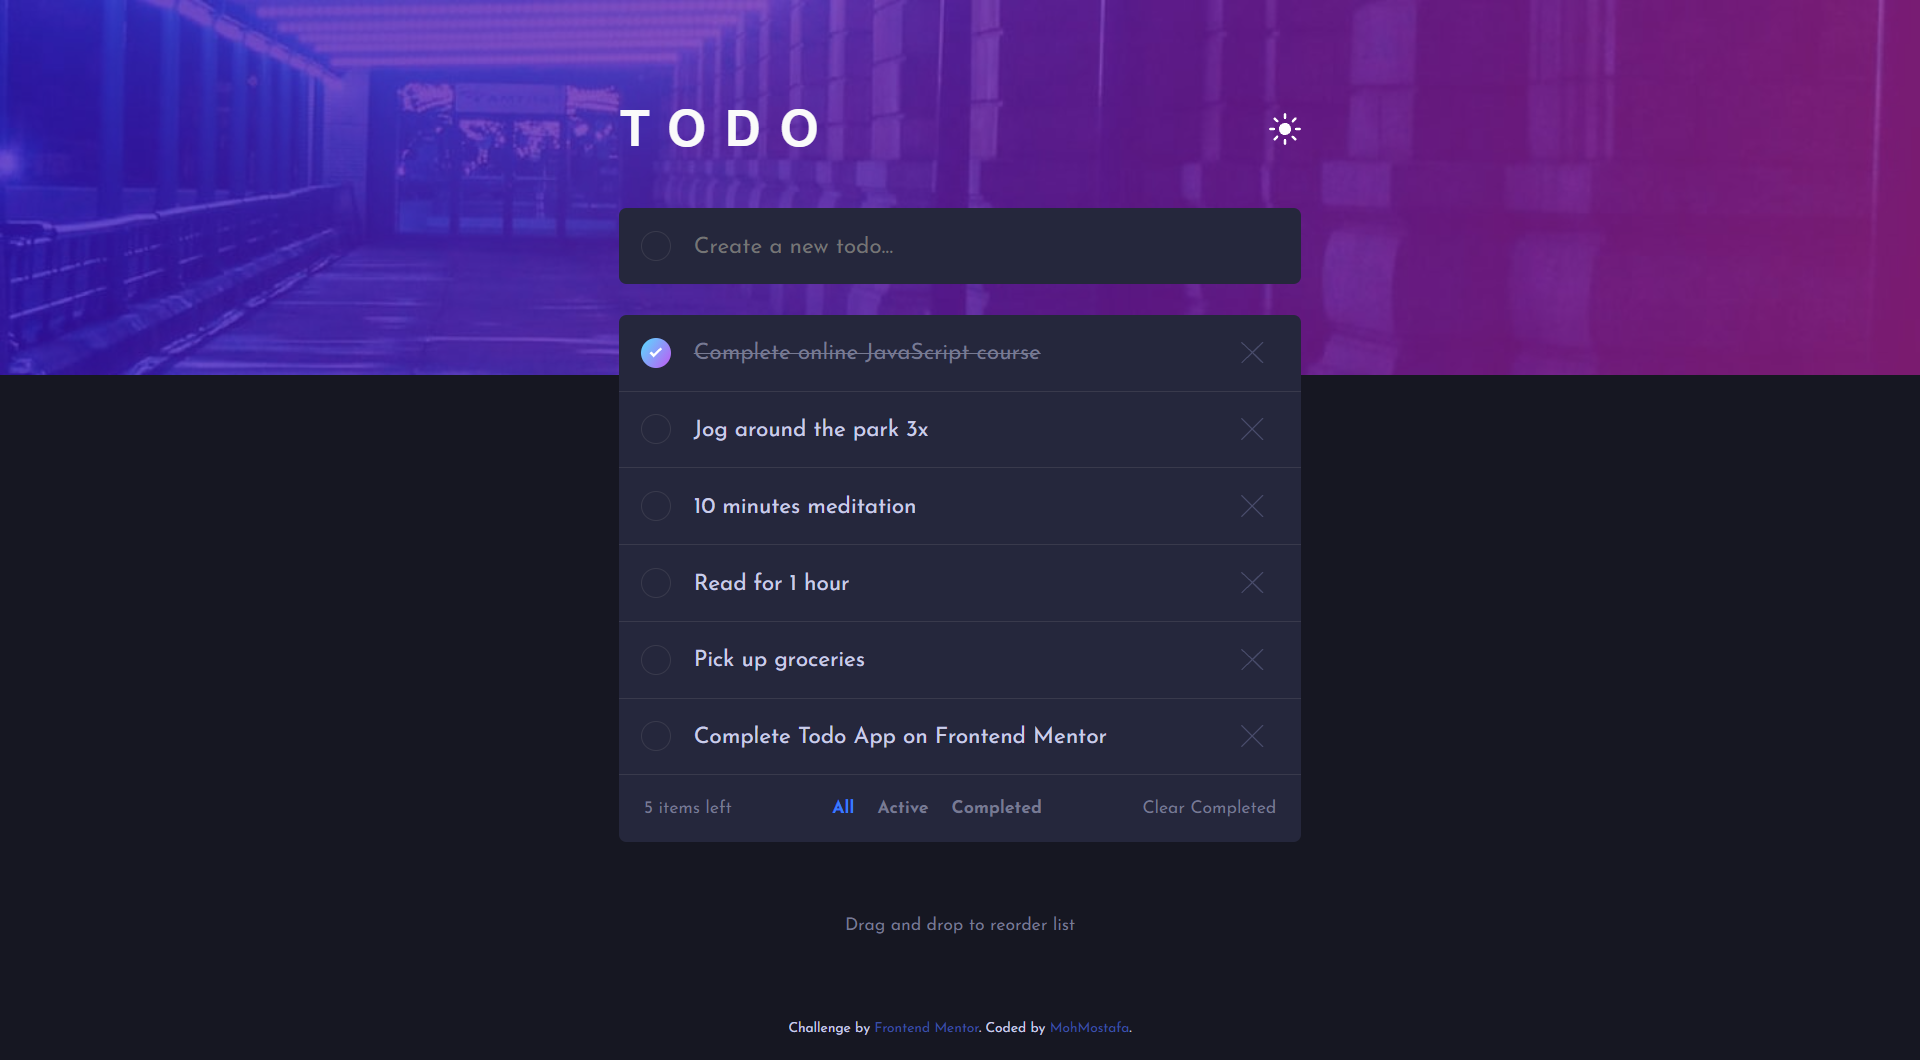 TODO
Create a new todo...
Complete online JavaScript course
Jog around the park 3x
10 minutes meditation
Read for 1 hour
Pick up groceries
Complete Todo App on Frontend Mentor
5 items left All Active Completed Clear Completed
Drag and drop to reorder list
Challenge by Frontend Mentor. Coded by MohMostafa.